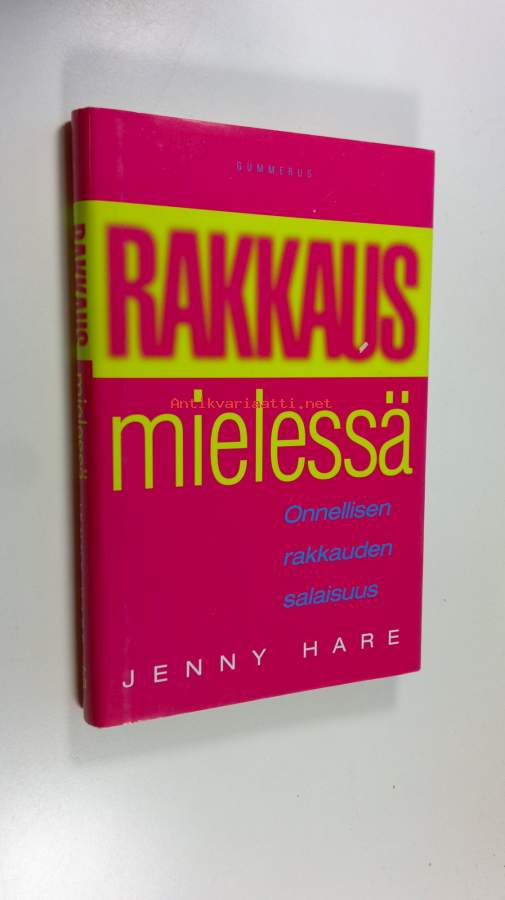 GUMMERUS
RAKKAUS
Antikvariaatti.net
mielessä
Onnellisen
rakkauden
salaisuus
JENNY HARE
RAKKAUS
mielessä